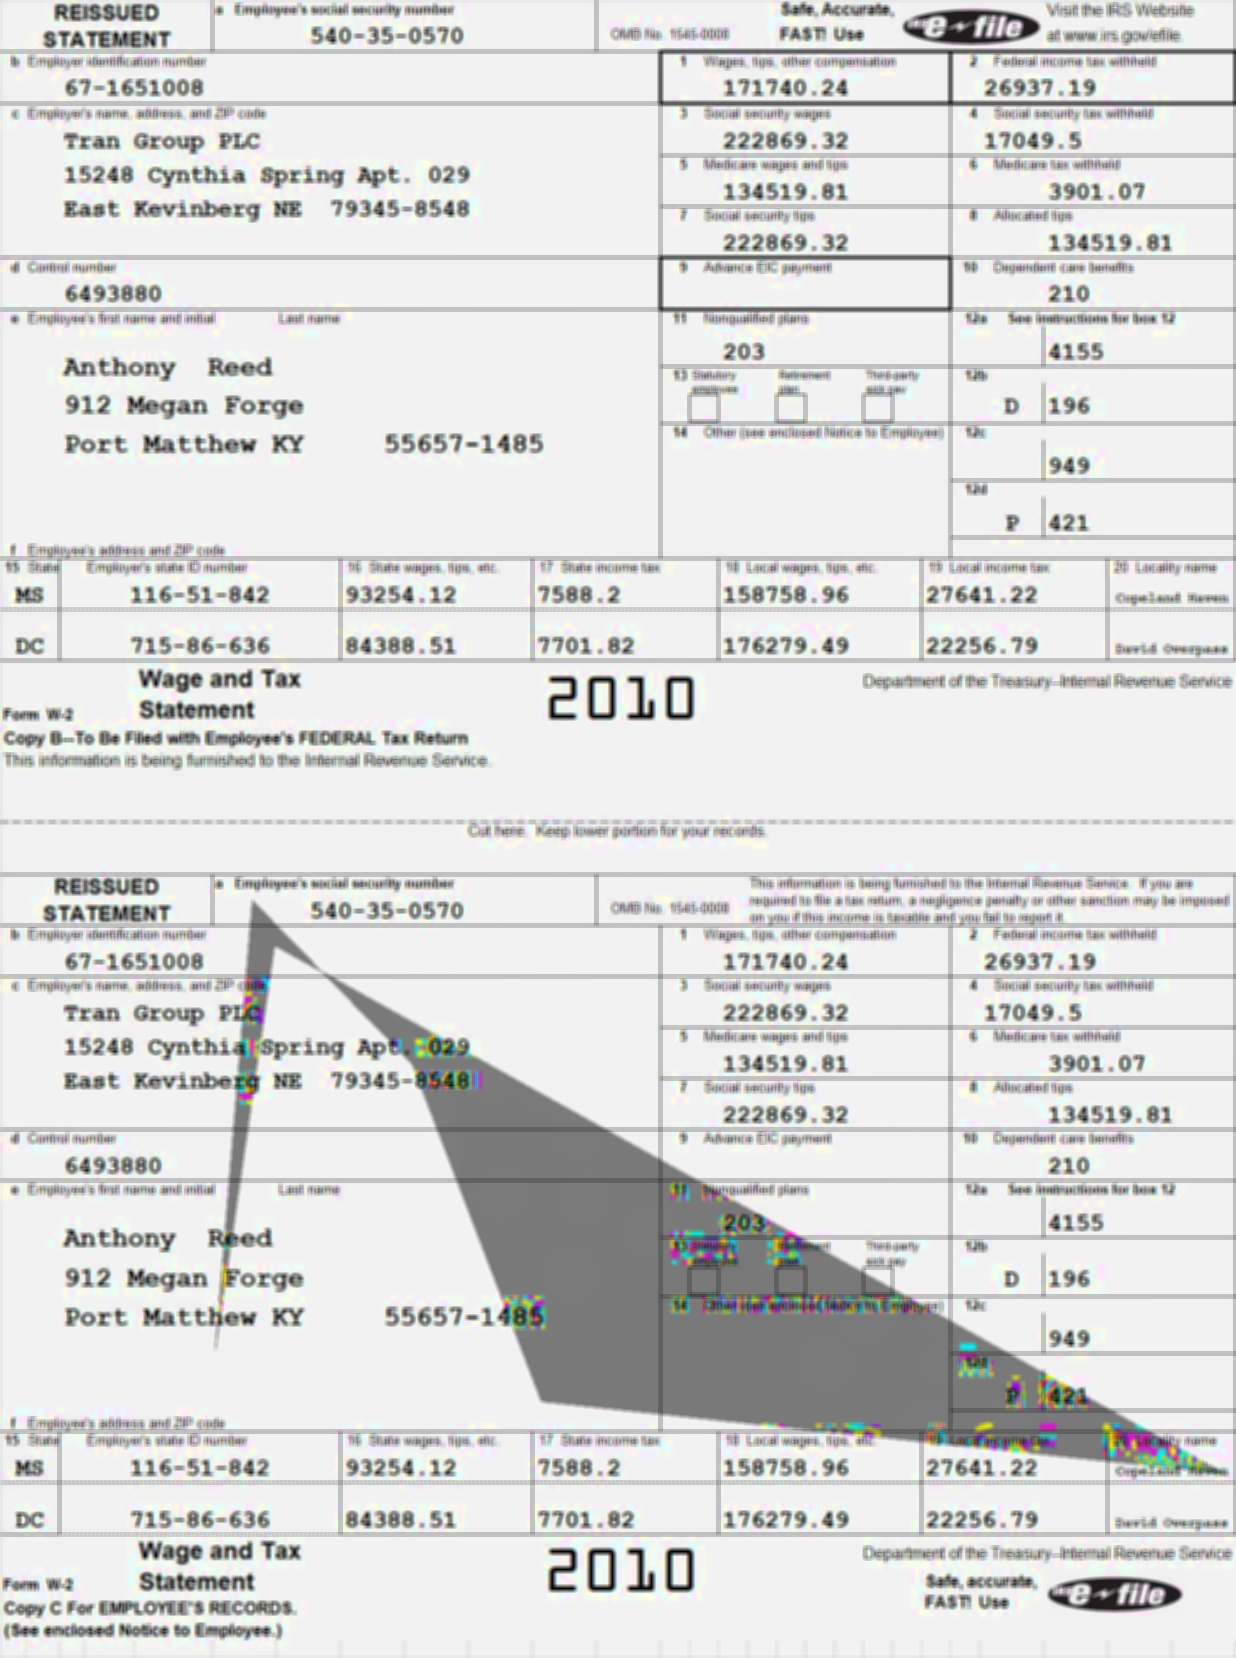 REISSUED STATEMENT
a Employee's social security number
540-35-0570
OMB No. 1545-0008
Safe, Accurate, FAST! Use
e file
Visit the IRS Website at www.irs.gov/efile.
b Employer identification number
67-1651008
1 Wages, tips, other compensation
171740.24
2 Federal income tax withheld
26937.19
c Employer's name, address, and ZIP code
Tran Group PLC
15248 Cynthia Spring Apt. 029
East Kevinberg NE 79345-8548
3 Social security wages
222869.32
4 Social security tax withheld
17049.5
5 Medicare wages and tips
134519.81
6 Medicare tax withheld
3901.07
7 Social security tips
222869.32
8 Allocated tips
134519.81
d Control number
6493880
9 Advance EIC payment
10 Dependent care benefits
210
e Employee's first name and initial Last name
Anthony Reed
912 Megan Forge
Port Matthew KY 55657-1485
11 Nonqualified plans
203
12a See instructions for box 12
4155
13 Statutory employee Retirement plan Third-party sick pay
12b
D 196
14 Other (see enclosed Notice to Employee)
12c
949
12d
P 421
f Employee's address and ZIP code
15 State Employer's state ID number 16 State wages, tips, etc. 17 State income tax 18 Local wages, tips, etc. 19 Local income tax 20 Locality name
MS 116-51-842 93254.12 7588.2 158758.96 27641.22 Copeland Haven
DC 715-86-636 84388.51 7701.82 176279.49 22256.79 David Overpass
Form W-2 Wage and Tax Statement
2010
Department of the Treasury--Internal Revenue Service
Copy B--To Be Filed with Employee's FEDERAL Tax Return
This information is being furnished to the Internal Revenue Service.
Cut here. Keep lower portion for your records.
REISSUED STATEMENT
a Employee's social security number
540-35-0570
OMB No. 1545-0008
This information is being furnished to the Internal Revenue Service. If you are
required to file a tax return, a negligence penalty or other sanction may be imposed
on you if this income is taxable and you fail to report it.
b Employer identification number
67-1651008
1 Wages, tips, other compensation
171740.24
2 Federal income tax withheld
26937.19
c Employer's name, address, and ZIP code
Tran Group PLC
15248 Cynthia Spring Apt. 029
East Kevinberg NE 79345-8548
3 Social security wages
222869.32
4 Social security tax withheld
17049.5
5 Medicare wages and tips
134519.81
6 Medicare tax withheld
3901.07
7 Social security tips
222869.32
8 Allocated tips
134519.81
d Control number
6493880
9 Advance EIC payment
10 Dependent care benefits
210
e Employee's first name and initial Last name
Anthony Reed
912 Megan Forge
Port Matthew KY 55657-1485
11 Nonqualified plans
203
12a See instructions for box 12
4155
13 Statutory employee Retirement plan Third-party sick pay
12b
D 196
14 Other (see enclosed Notice to Employee)
12c
949
12d
P 421
f Employee's address and ZIP code
15 State Employer's state ID number 16 State wages, tips, etc. 17 State income tax 18 Local wages, tips, etc. 19 Local income tax 20 Locality name
MS 116-51-842 93254.12 7588.2 158758.96 27641.22 Copeland Haven
DC 715-86-636 84388.51 7701.82 176279.49 22256.79 David Overpass
Form W-2 Wage and Tax Statement
2010
Department of the Treasury--Internal Revenue Service
Safe, accurate, FAST! Use
e file
Copy C For EMPLOYEE'S RECORDS.
(See enclosed Notice to Employee.)